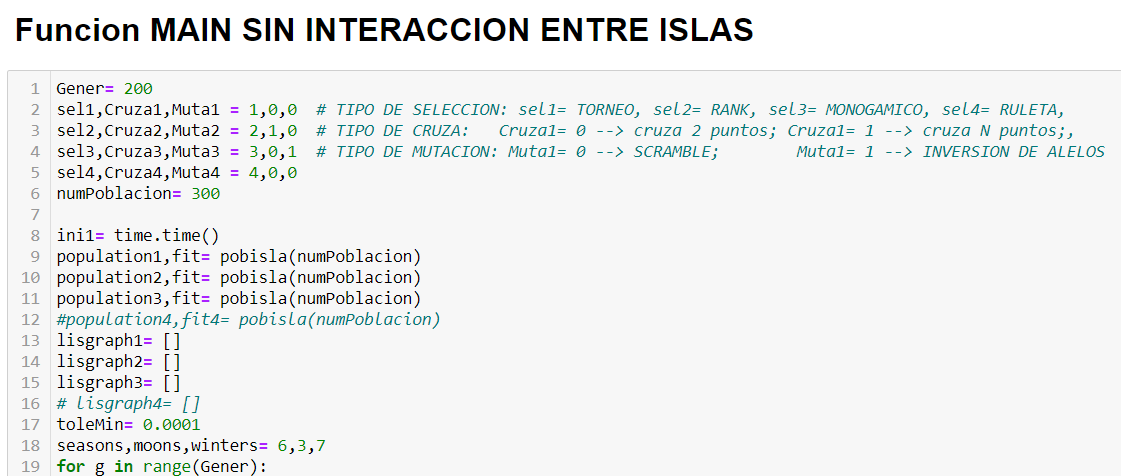 Funcion MAIN SIN INTERACCION ENTRE ISLAS
1 Gener= 200
2 sel1,Cruza1,Muta1 = 1,0,0  # TIPO DE SELECCION: sel1= TORNEO, sel2= RANK, sel3= MONOGAMICO, sel4= RULETA,
3 sel2,Cruza2,Muta2 = 2,1,0  # TIPO DE CRUZA:   Cruza1= 0 --> cruza 2 puntos; Cruza1= 1 --> cruza N puntos;,
4 sel3,Cruza3,Muta3 = 3,0,1  # TIPO DE MUTACION: Muta1= 0 --> SCRAMBLE;        Muta1= 1 --> INVERSION DE ALELOS
5 sel4,Cruza4,Muta4 = 4,0,0
6 numPoblacion= 300
7
8 ini1= time.time()
9 population1,fit= pobisla(numPoblacion)
10 population2,fit= pobisla(numPoblacion)
11 population3,fit= pobisla(numPoblacion)
12 #population4,fit4= pobisla(numPoblacion)
13 lisgraph1= []
14 lisgraph2= []
15 lisgraph3= []
16 # lisgraph4= []
17 toleMin= 0.0001
18 seasons,moons,winters= 6,3,7
19 for g in range(Gener):